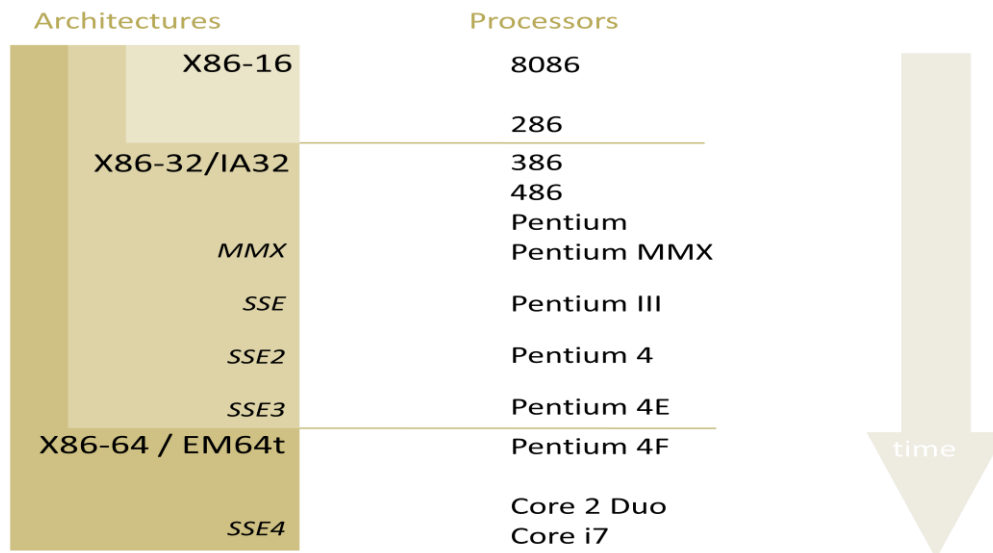 Architectures Processors
X86-16 8086
286
X86-32/IA32 386
486
Pentium
MMX Pentium MMX
SSE Pentium III
SSE2 Pentium 4
SSE3 Pentium 4E
X86-64 / EM64t Pentium 4F
time
Core 2 Duo
SSE4 Core i7